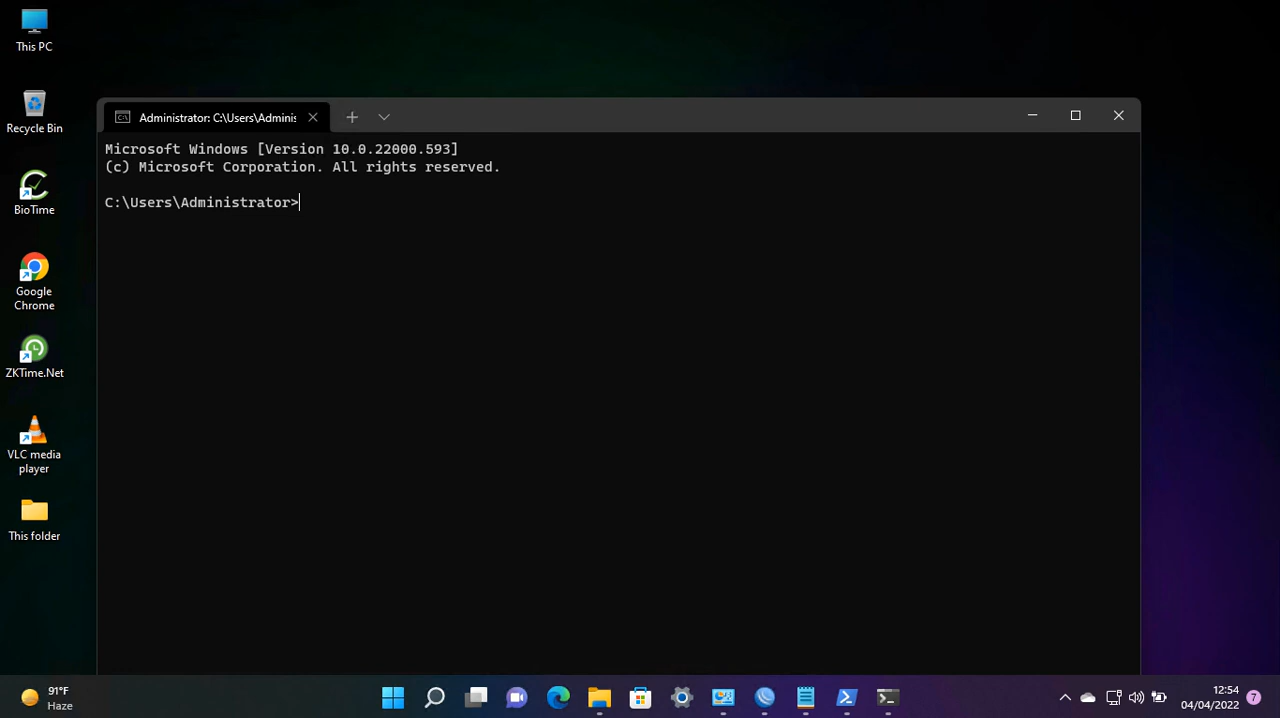 This PC
Recycle Bin
BioTime
Google
Chrome
ZKTime.Net
VLC media
player
This folder
Administrator: C:\Users\Adminis
Microsoft Windows [Version 10.0.22000.593]
(c) Microsoft Corporation. All rights reserved.
C:\Users\Administrator>
91°F
Haze
12:54
04/04/2022
7